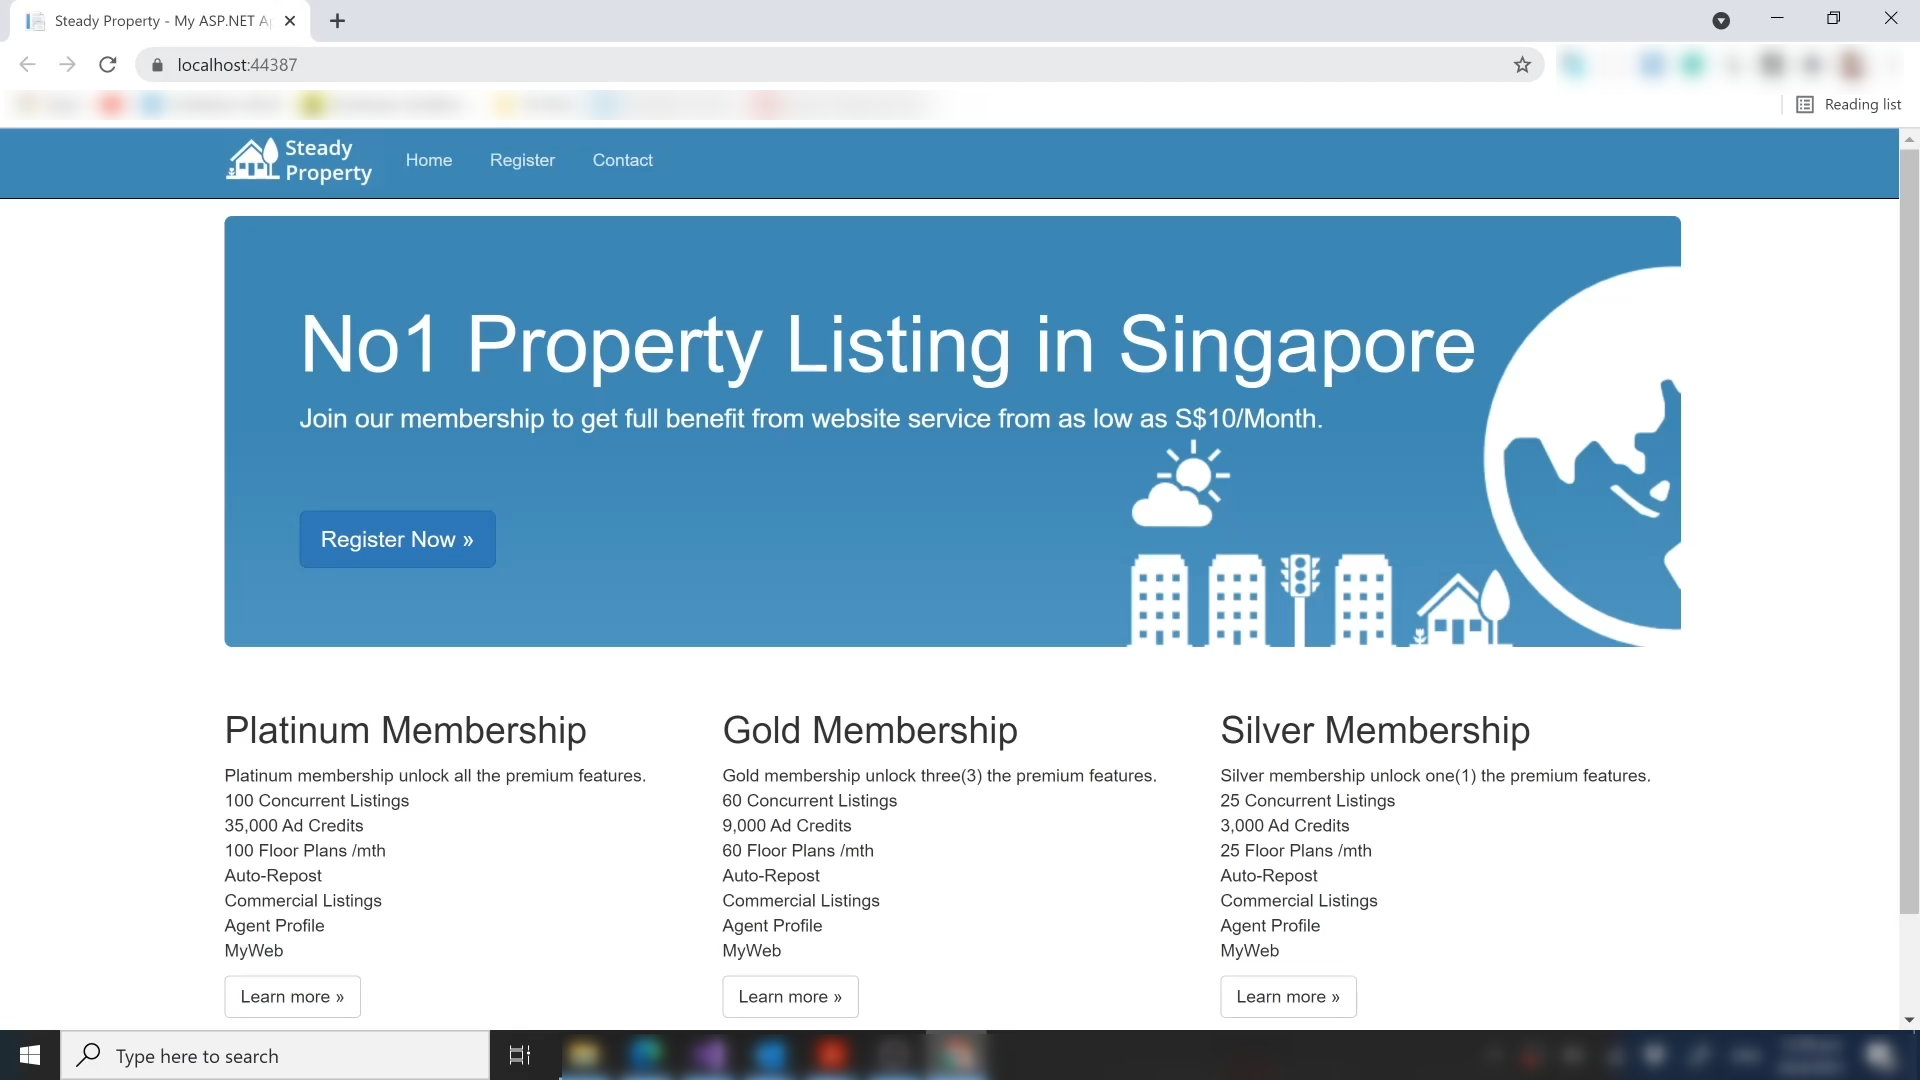 Steady Property - My ASP.NET A
localhost:44387
Reading list
Steady
Property
Home
Register
Contact
No1 Property Listing in Singapore
Join our membership to get full benefit from website service from as low as S$10/Month.
Register Now »
Platinum Membership
Platinum membership unlock all the premium features.
100 Concurrent Listings
35,000 Ad Credits
100 Floor Plans /mth
Auto-Repost
Commercial Listings
Agent Profile
MyWeb
Learn more »
Gold Membership
Gold membership unlock three(3) the premium features.
60 Concurrent Listings
9,000 Ad Credits
60 Floor Plans /mth
Auto-Repost
Commercial Listings
Agent Profile
MyWeb
Learn more »
Silver Membership
Silver membership unlock one(1) the premium features.
25 Concurrent Listings
3,000 Ad Credits
25 Floor Plans /mth
Auto-Repost
Commercial Listings
Agent Profile
MyWeb
Learn more »
Type here to search